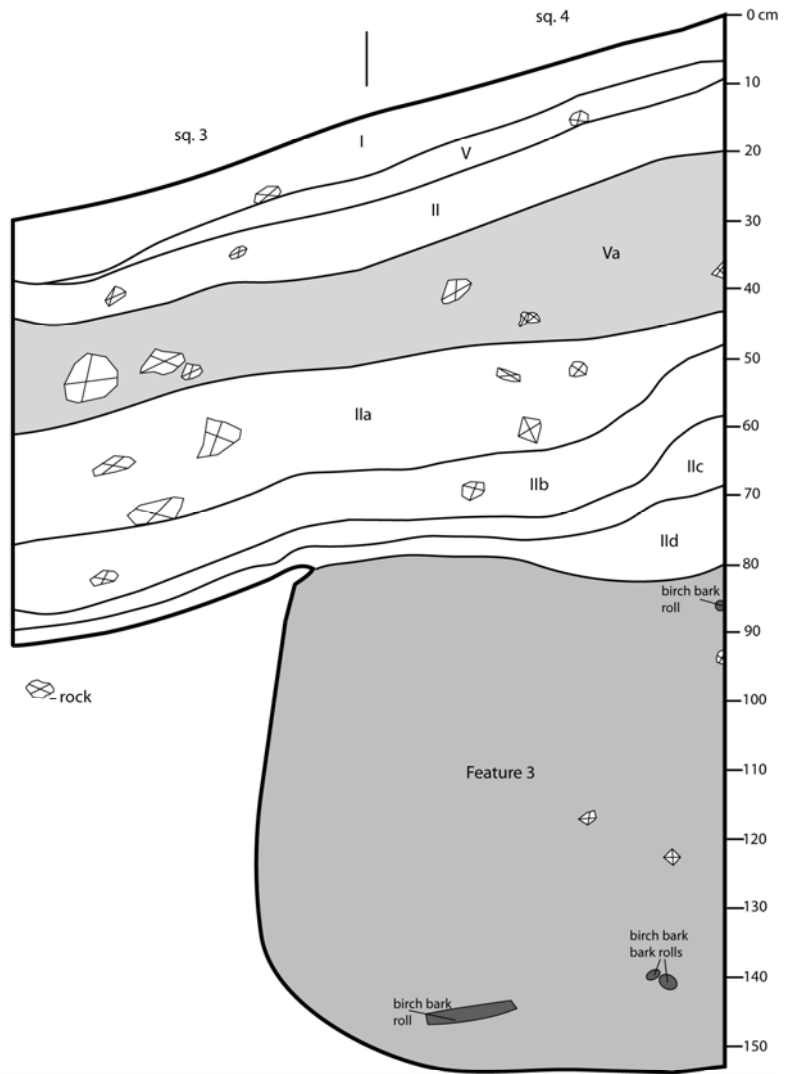 sq. 4
0 cm
10
sq. 3
I
V
20
II
30
Va
40
50
IIa
60
IIb
IIc
70
IId
80
birch bark
roll
90
rock
100
Feature 3
110
120
130
birch bark
bark rolls
140
birch bark
roll
150